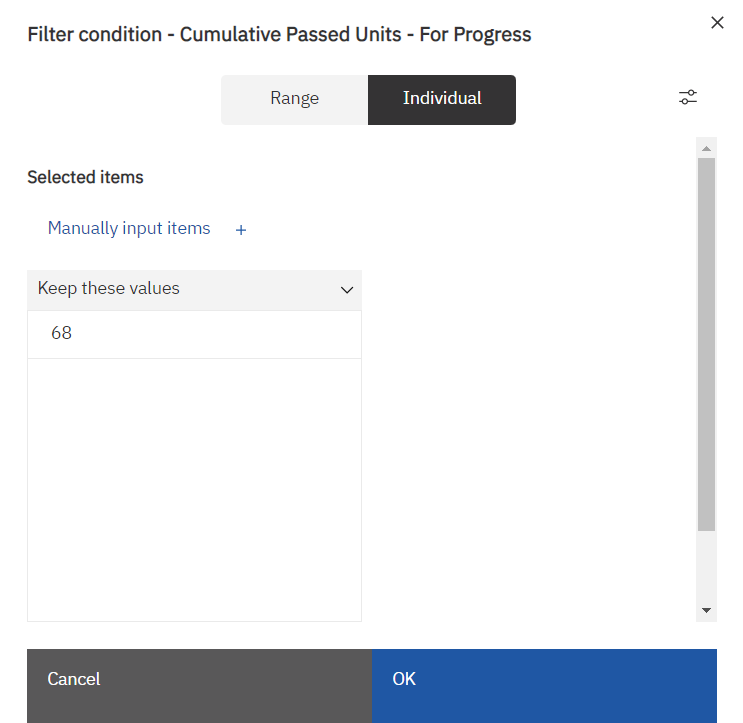 Filter condition - Cumulative Passed Units - For Progress
Range
Individual
Selected items
Manually input items +
Keep these values
68
Cancel
OK